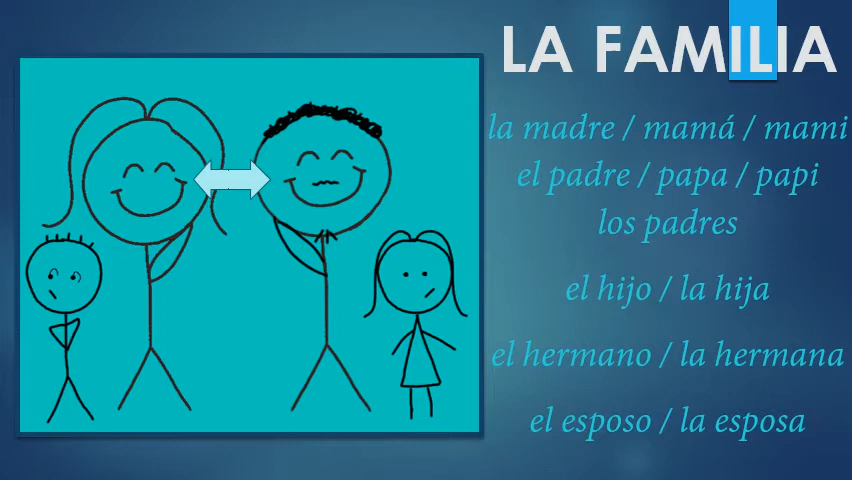 LA FAMILIA
la madre / mamá / mami
el padre / papa / papi
los padres
el hijo / la hija
el hermano / la hermana
el esposo / la esposa